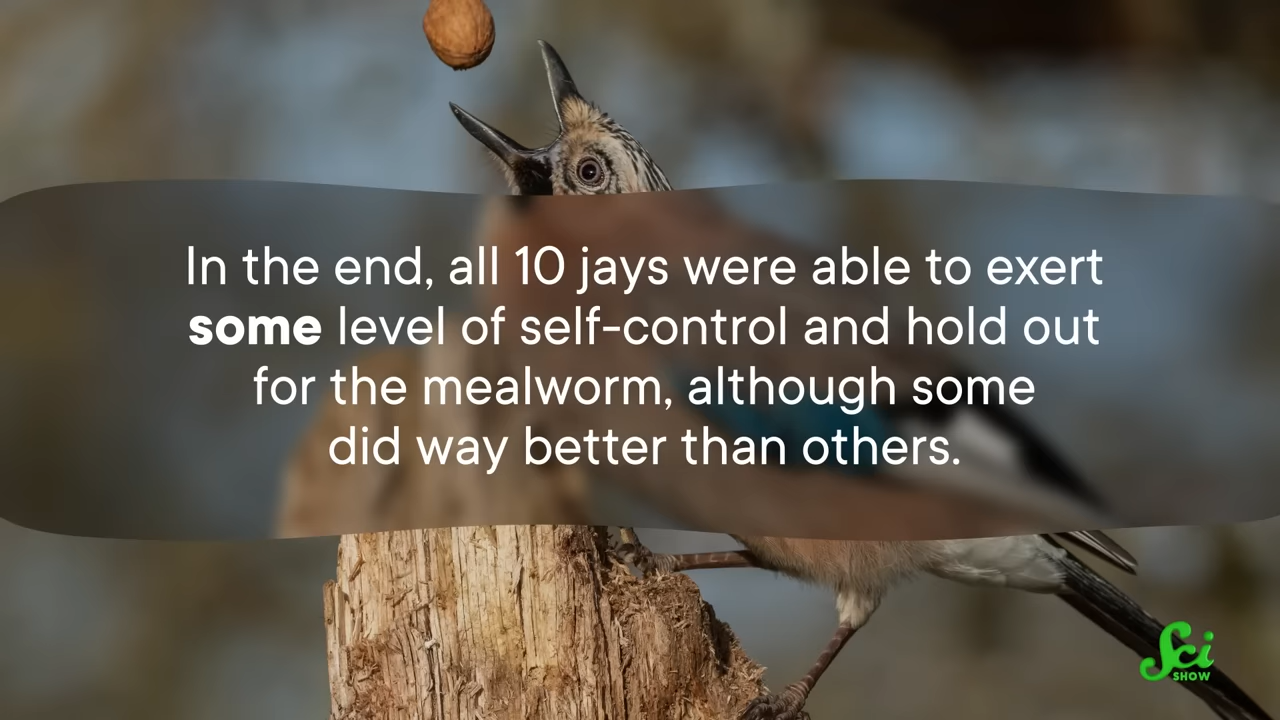 In the end, all 10 jays were able to exert
some level of self-control and hold out
for the mealworm, although some
did way better than others.
Sci
SHOW